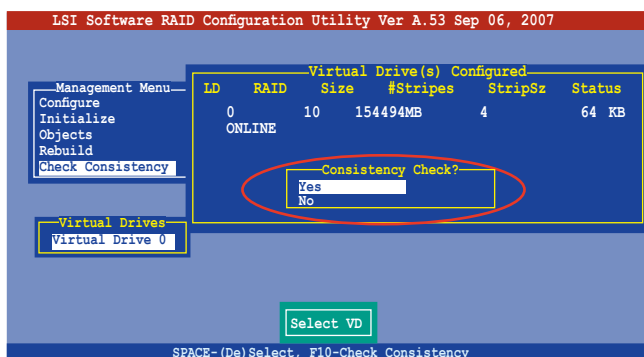 LSI Software RAID Configuration Utility Ver A.53 Sep 06, 2007
Management Menu
Configure
Initialize
Objects
Rebuild
Check Consistency
Virtual Drive(s) Configured
LD RAID Size #Stripes StripSz Status
0 10 154494MB 4 64 KB
ONLINE
Consistency Check?
Yes
No
Virtual Drives
Virtual Drive 0
Select VD
SPACE-(De)Select, F10-Check Consistency